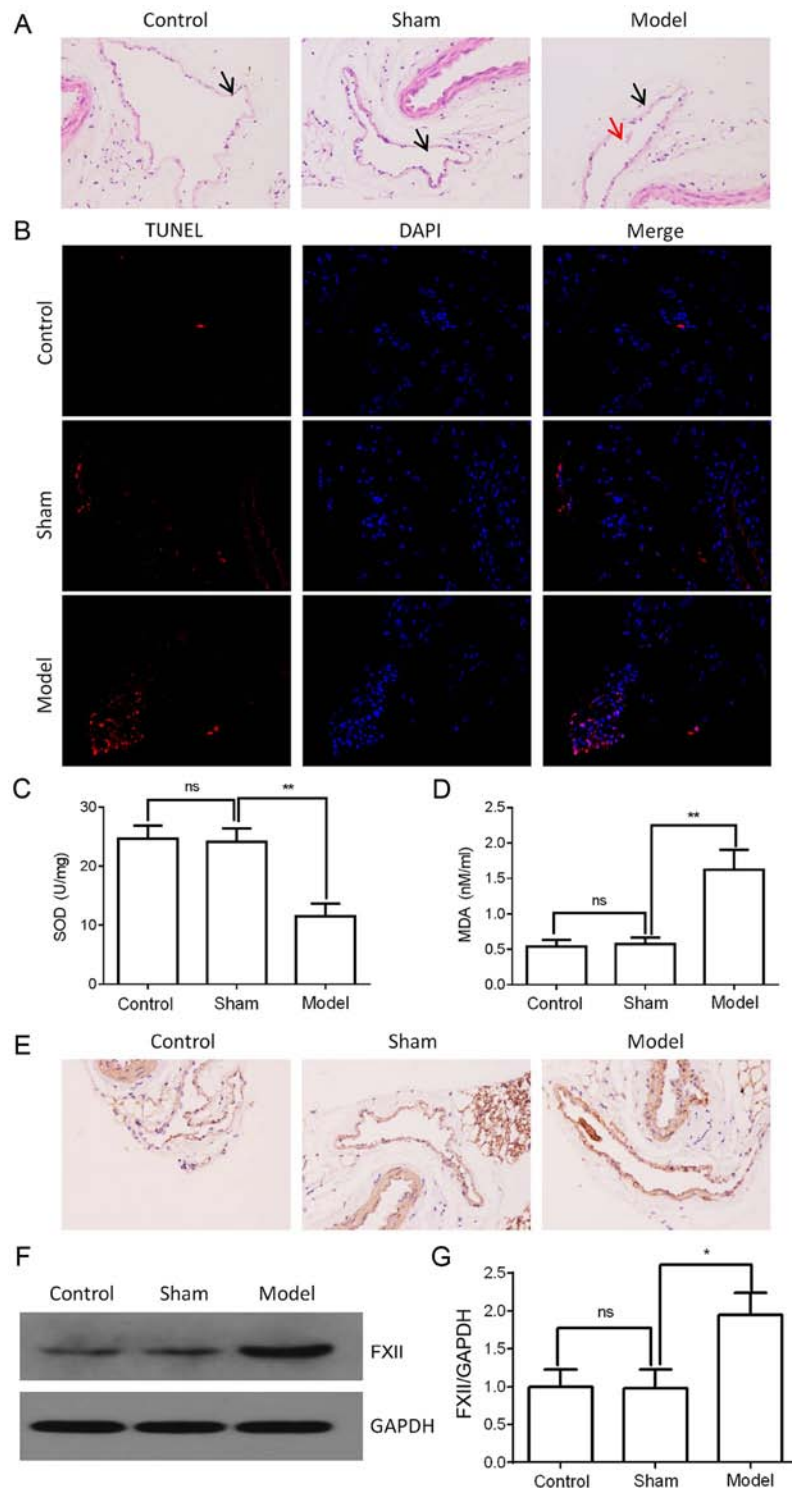 A
Control Sham Model
B
TUNEL DAPI Merge
Control
Sham
Model
C
SOD (U/mg)
30
20
10
0
ns
**
Control Sham Model
D
MDA (nM/ml)
2.5
2.0
1.5
1.0
0.5
0.0
ns
**
Control Sham Model
E
Control Sham Model
F
Control Sham Model
FXII
GAPDH
G
FXII/GAPDH
2.5
2.0
1.5
1.0
0.5
0.0
ns
*
Control Sham Model